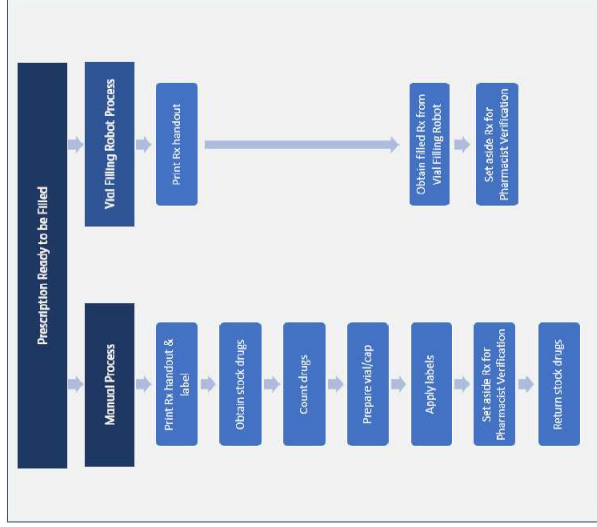 Prescription Ready to be Filled
Manual Process
Print Rx handout &
label
Obtain stock drugs
Count drugs
Prepare vial/cap
Apply labels
Set aside Rx for
Pharmacist Verification
Return stock drugs
Vial Filling Robot Process
Print Rx handout
Obtain filled Rx from
Vial Filling Robot
Set aside Rx for
Pharmacist Verification